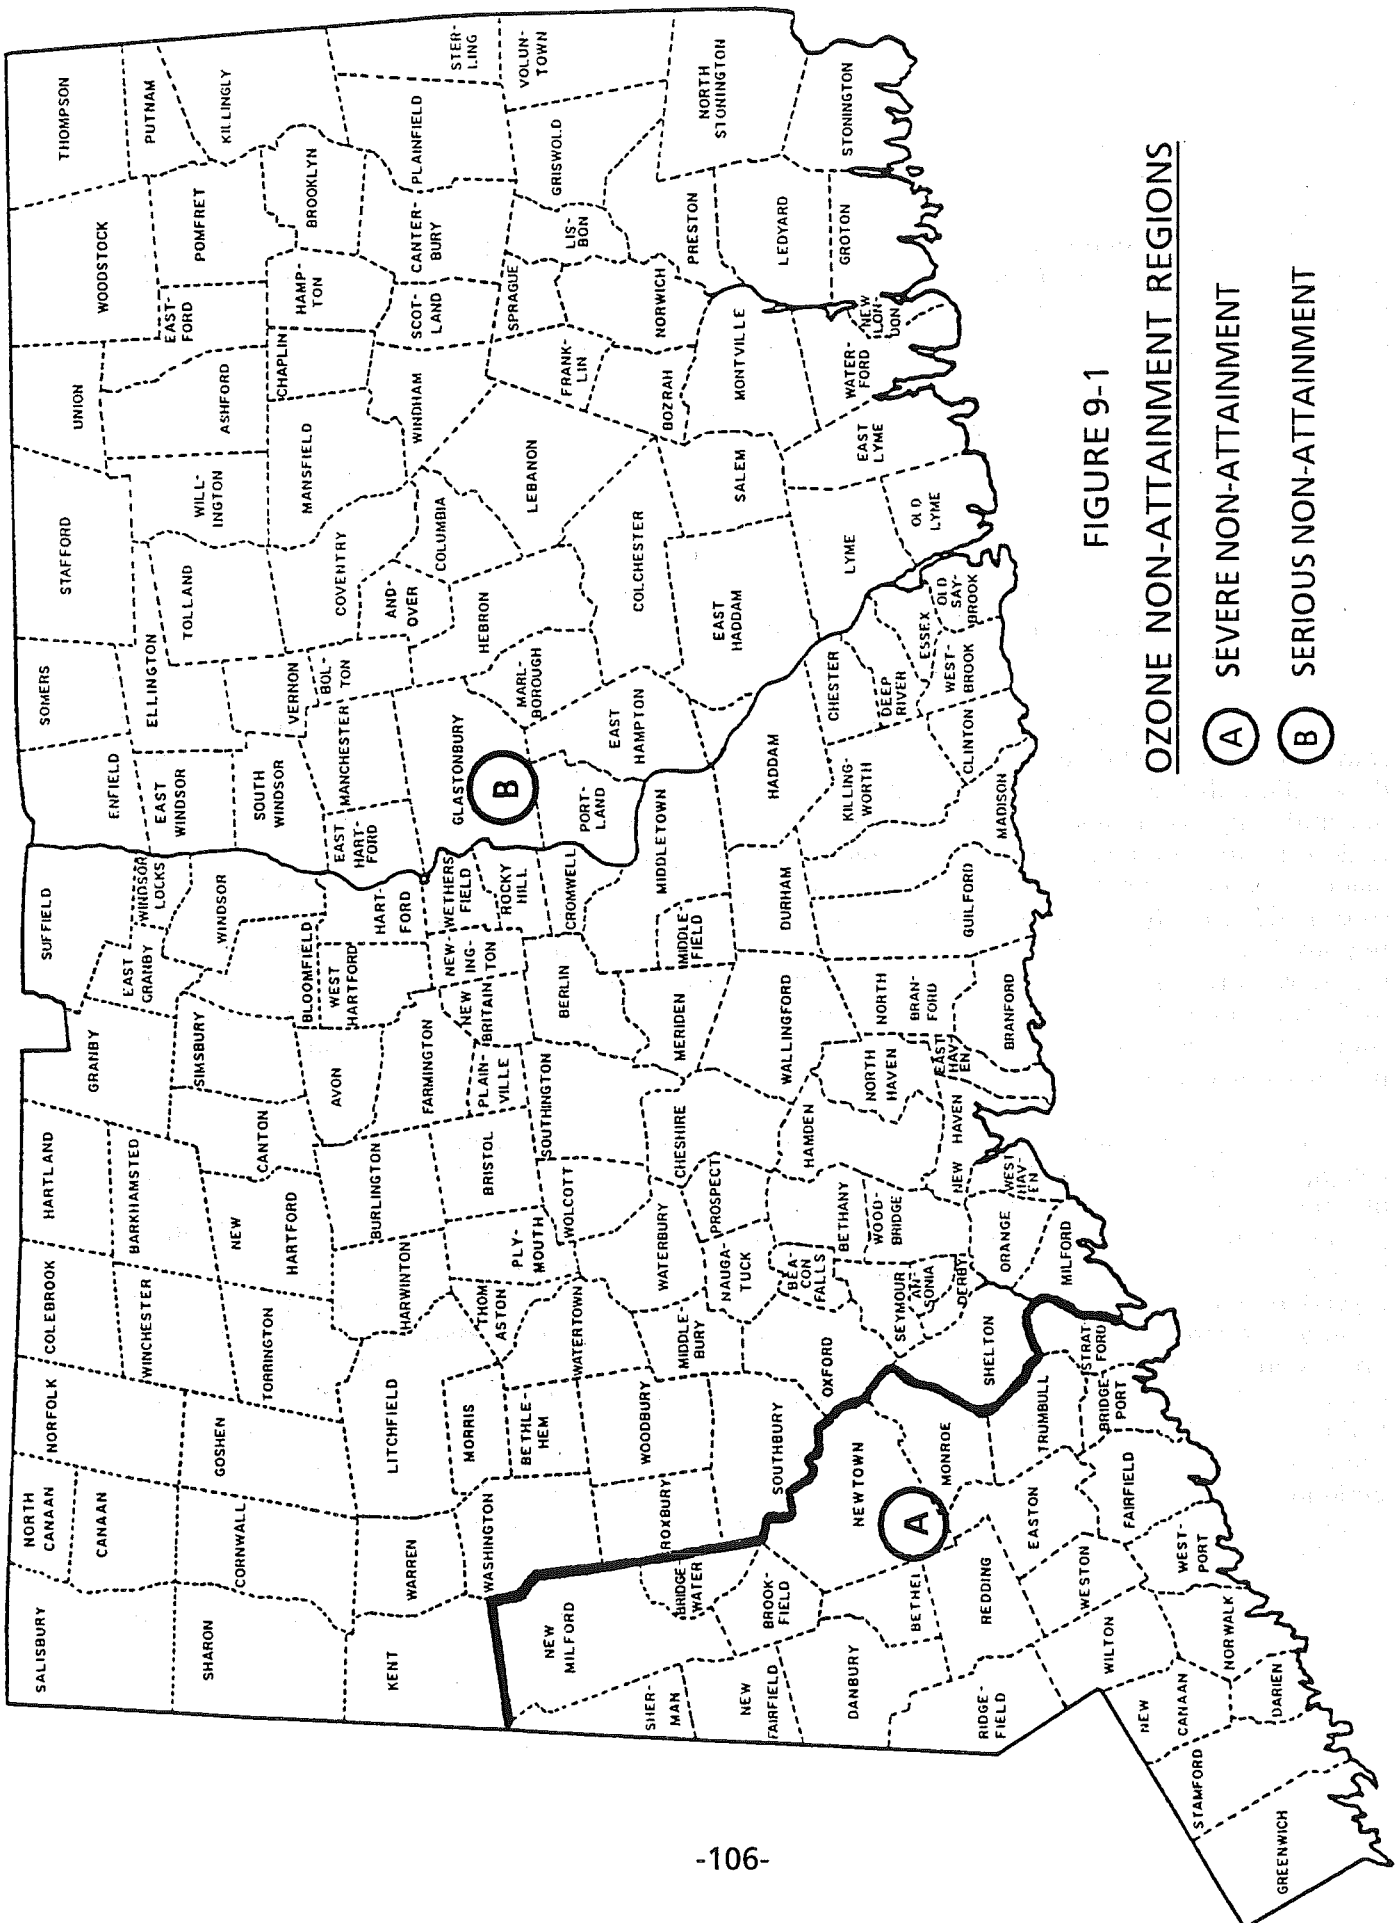 SALISBURY
NORTH
CANAAN
CANAAN
NORFOLK
COLEBROOK
HARTLAND
GRANBY
SUFFIELD
EAST
GRANBY
ENFIELD
SOMERS
STAFFORD
UNION
WOODSTOCK
THOMPSON
PUTNAM
SHARON
CORNWALL
GOSHEN
WINCHESTER
BARKHAMSTED
SIMSBURY
WINDSOR
LOCKS
WINDSOR
EAST
WINDSOR
ELLINGTON
TOLLAND
WILL-
INGTON
ASHFORD
EAST-
FORD
POMFRET
KILLINGLY
TORRINGTON
NEW
HARTFORD
CANTON
BLOOMFIELD
SOUTH
WINDSOR
VERNON
MANSFIELD
CHAPLIN
HAMP-
TON
BROOKLYN
KENT
WARREN
LITCHFIELD
HARWINTON
BURLINGTON
AVON
WEST
HARTFORD
HART-
FORD
EAST
HART-
FORD
MANCHESTER
BOL-
TON
COVENTRY
AND-
OVER
COLUMBIA
WINDHAM
SCOT-
LAND
CANTER-
BURY
PLAINFIELD
STER-
LING
WASHINGTON
MORRIS
BETHLE-
HEM
THOM
ASTON
PLY-
MOUTH
BRISTOL
FARMINGTON
PLAIN-
VILLE
NEW
BRITAIN
NEW-
ING-
TON
WETHERS
FIELD
ROCKY
HILL
GLASTONBURY
B
HEBRON
MARL-
BOROUGH
LEBANON
SPRAGUE
FRANK-
LIN
LIS-
BON
GRISWOLD
VOLUN-
TOWN
NEW
MILFORD
ROXBURY
WOODBURY
WATERTOWN
WOLCOTT
SOUTHINGTON
BERLIN
CROMWELL
PORT-
LAND
EAST
HAMPTON
COLCHESTER
BOZRAH
NORWICH
PRESTON
NORTH
STONINGTON
SHER-
MAN
BRIDGE-
WATER
MIDDLE-
BURY
WATERBURY
CHESHIRE
MERIDEN
MIDDLE
FIELD
MIDDLETOWN
EAST
HADDAM
SALEM
MONTVILLE
LEDYARD
NEW
FAIRFIELD
BROOK-
FIELD
SOUTHBURY
OXFORD
NAUGA-
TUCK
PROSPECT
BEA-
CON
FALLS
BETHANY
HAMDEN
WALLINGFORD
DURHAM
HADDAM
LYME
EAST
LYME
WATER-
FORD
NEW
LON-
DON
GROTON
STONINGTON
DANBURY
BETHEL
NEWTOWN
A
MONROE
SEYMOUR
AN-
SONIA
DERBY
WOOD-
BRIDGE
NORTH
HAVEN
NORTH
BRAN-
FORD
KILLING-
WORTH
CHESTER
DEEP
RIVER
ESSEX
OLD
LYME
RIDGE-
FIELD
REDDING
SHELTON
ORANGE
NEW HAVEN
WEST
HAV-
EN
EAST
HAV
EN
BRANFORD
GUILFORD
MADISON
CLINTON
WEST-
BROOK
OLD
SAY-
BROOK
WILTON
WESTON
EASTON
TRUMBULL
STRAT-
FORD
MILFORD
NEW
CANAAN
NORWALK
WEST-
PORT
FAIRFIELD
BRIDGE-
PORT
GREENWICH
STAMFORD
DARIEN
FIGURE 9-1
OZONE NON-ATTAINMENT REGIONS
A SEVERE NON-ATTAINMENT
B SERIOUS NON-ATTAINMENT
-106-